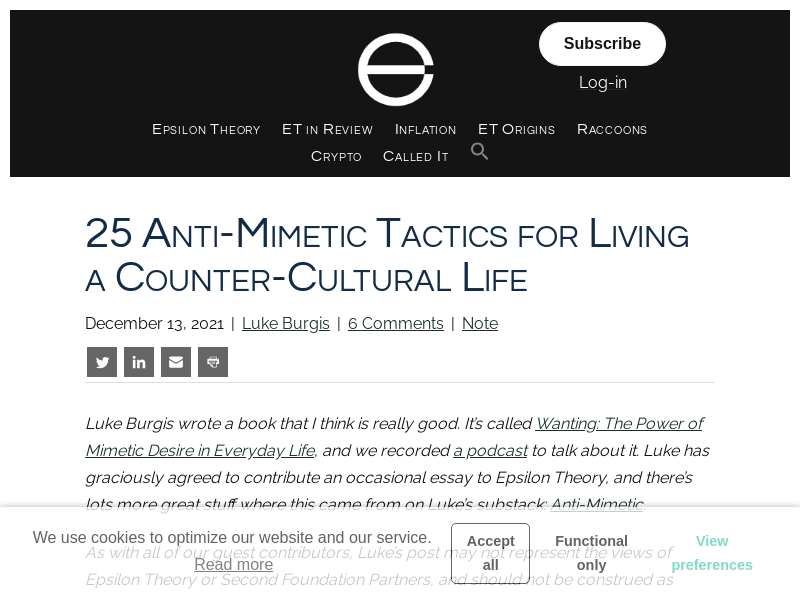 Subscribe
Log-in
Epsilon Theory ET in Review Inflation ET Origins Raccoons
Crypto Called It
25 Anti-Mimetic Tactics for Living
a Counter-Cultural Life
December 13, 2021 | Luke Burgis | 6 Comments | Note
Luke Burgis wrote a book that I think is really good. It’s called Wanting: The Power of
Mimetic Desire in Everyday Life, and we recorded a podcast to talk about it. Luke has
graciously agreed to contribute an occasional essay to Epsilon Theory, and there’s
lots more great stuff where this came from on Luke’s substack: Anti-Mimetic.
As with all of our guest contributors, Luke’s post may not represent the views of
Epsilon Theory or Second Foundation Partners, and should not be construed as
We use cookies to optimize our website and our service.
Read more
Accept
all
Functional
only
View
preferences